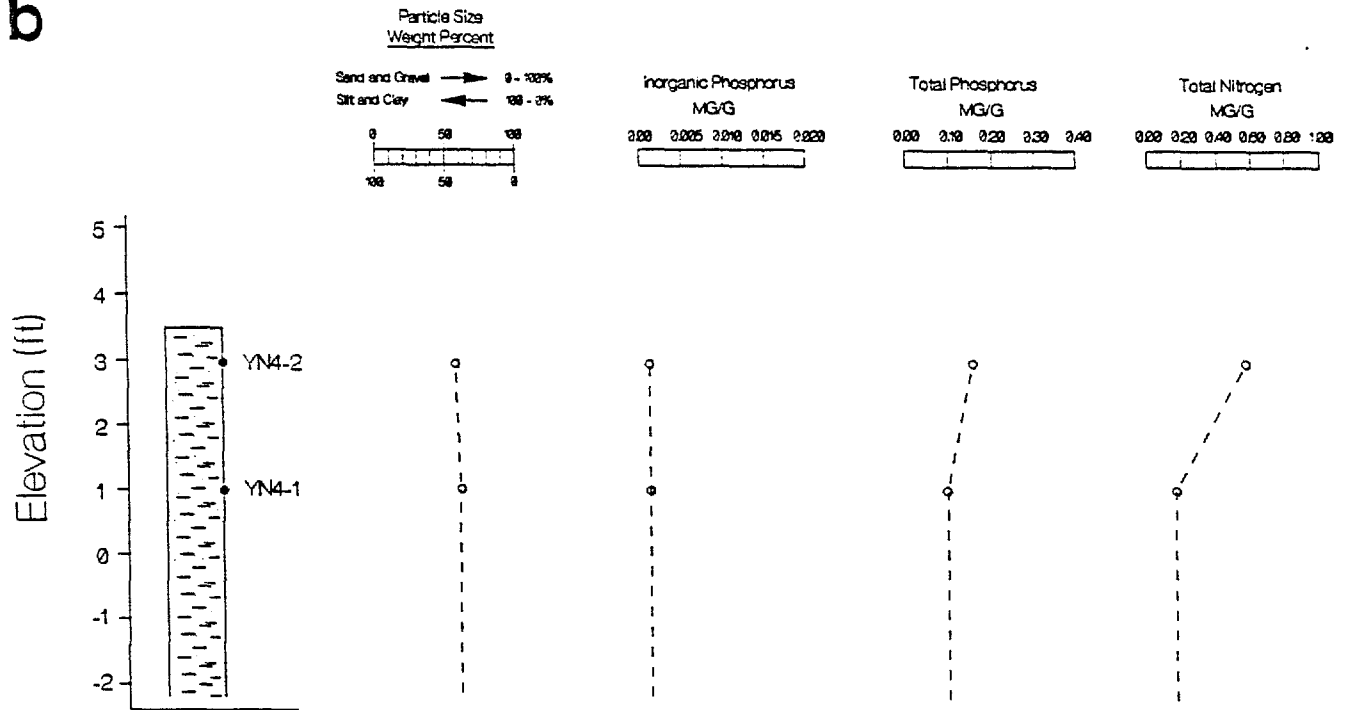 b
Particle Size
Weight Percent
Sand and Gravel 0 - 100%
Silt and Clay 100 - 0%
0 50 100
100 50 0
Inorganic Phosphorus
MG/G
0.00 0.005 0.010 0.015 0.020
Total Phosphorus
MG/G
0.00 0.10 0.20 0.30 0.40
Total Nitrogen
MG/G
0.00 0.20 0.40 0.60 0.80 1.00
Elevation (ft)
5
4
3
2
1
0
-1
-2
YN4-2
YN4-1